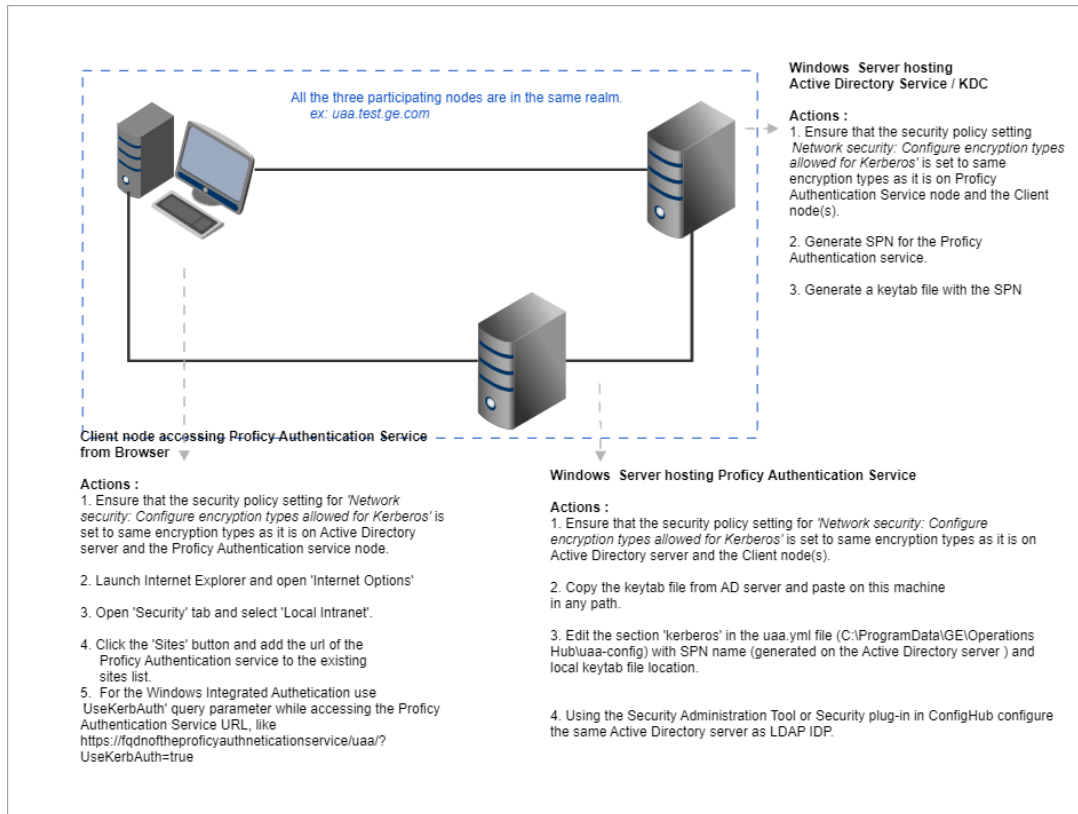 All the three participating nodes are in the same realm.
ex: uaa.test.ge.com
Windows  Server hosting
Active Directory Service / KDC
Actions :
1. Ensure that the security policy setting
'Network security: Configure encryption types
allowed for Kerberos' is set to same
encryption types as it is on Proficy
Authentication Service node and the Client
node(s).
2. Generate SPN for the Proficy
Authentication service.
3. Generate a keytab file with the SPN
Client node accessing Proficy Authentication Service
from Browser
Actions :
1. Ensure that the security policy setting for 'Network
security: Configure encryption types allowed for Kerberos' is
set to same encryption types as it is on Active Directory
server and the Proficy Authentication service node.
2. Launch Internet Explorer and open 'Internet Options'
3. Open 'Security' tab and select 'Local Intranet'.
4. Click the 'Sites' button and add the url of the
Proficy Authentication service to the existing
sites list.
5.  For the Windows Integrated Authetication use
UseKerbAuth' query parameter while accessing the Proficy
Authentication Service URL, like
https://fqdnoftheproficyauthneticationservice/uaa/?
UseKerbAuth=true
Windows  Server hosting Proficy Authentication Service
Actions :
1. Ensure that the security policy setting for 'Network security: Configure
encryption types allowed for Kerberos' is set to same encryption types as it is on
Active Directory server and the Client node(s).
2. Copy the keytab file from AD server and paste on this machine
in any path.
3. Edit the section 'kerberos' in the uaa.yml file (C:\ProgramData\GE\Operations
Hub\uaa-config) with SPN name (generated on the Active Directory server ) and
local keytab file location.
4. Using the Security Administration Tool or Security plug-in in ConfigHub configure
the same Active Directory server as LDAP IDP.